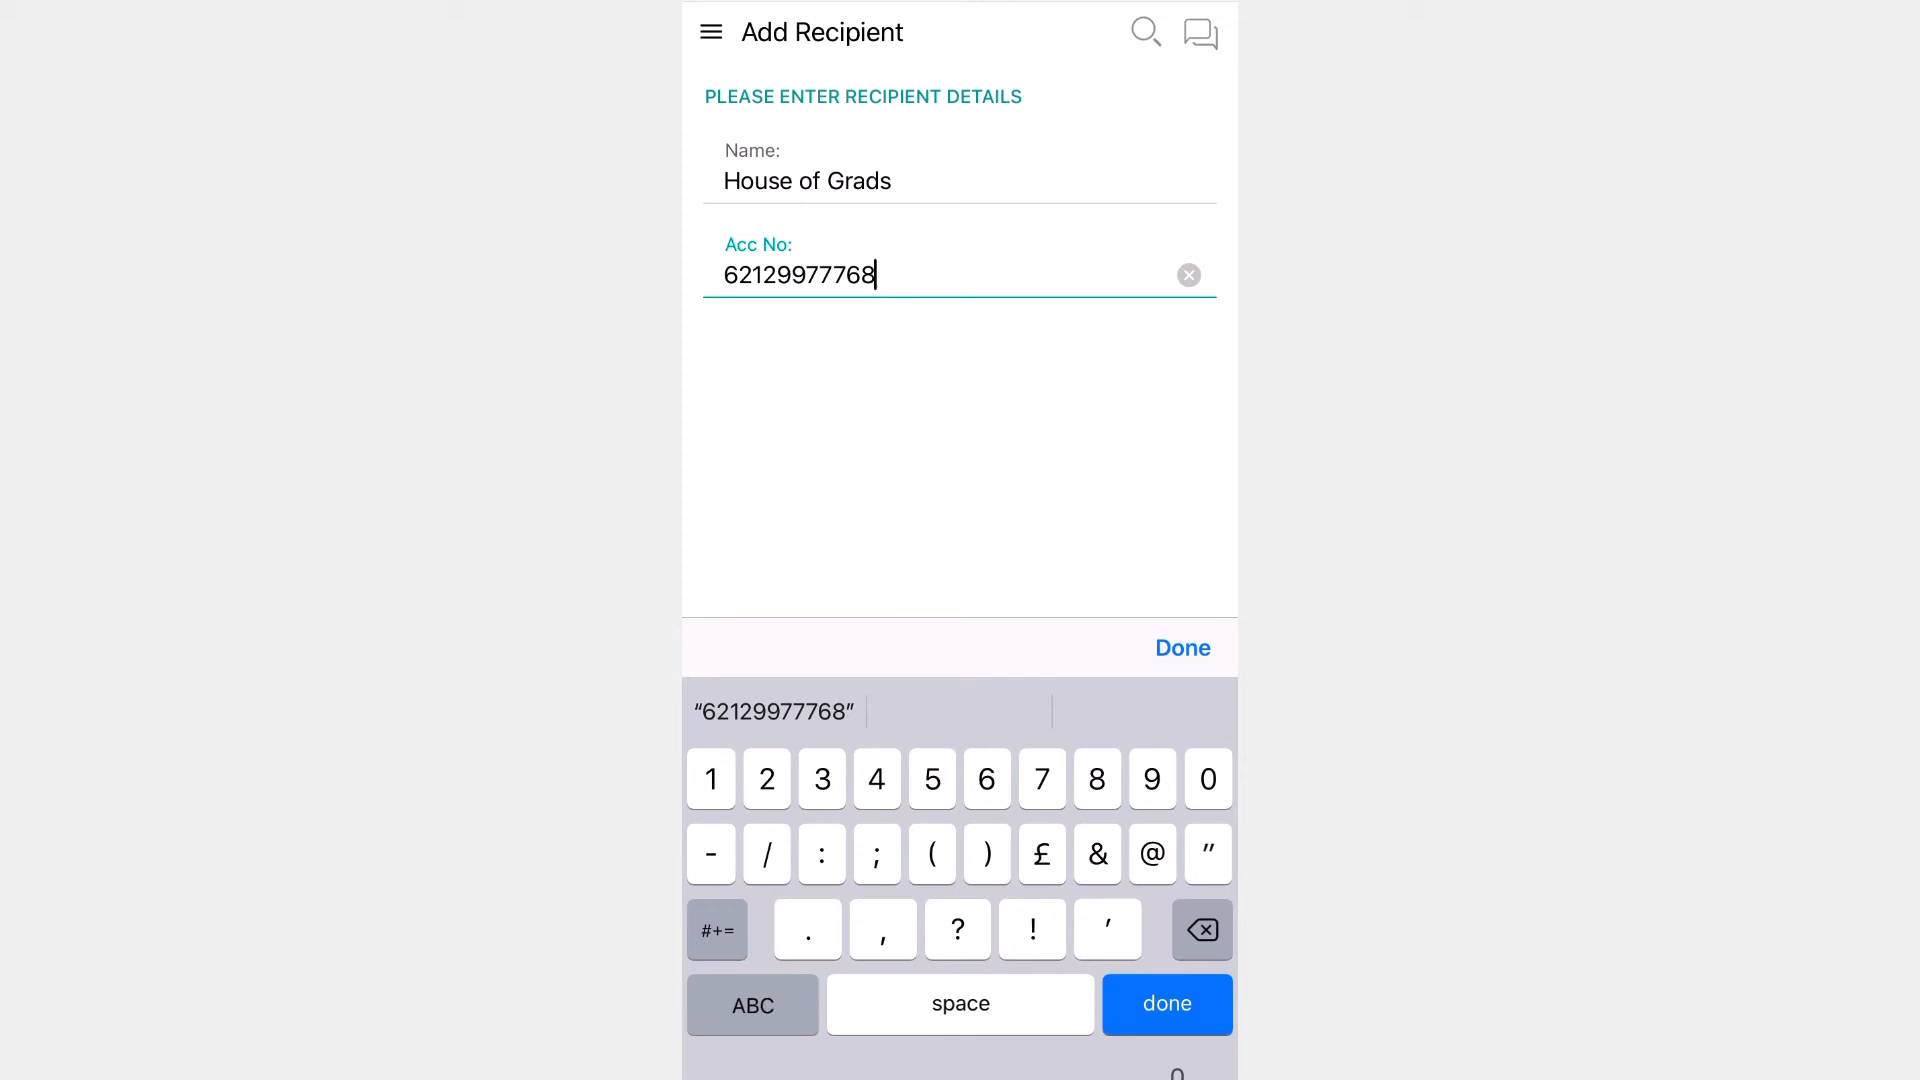 Add Recipient
PLEASE ENTER RECIPIENT DETAILS
Name:
House of Grads
Acc No:
62129977768
Done
“62129977768”
1 2 3 4 5 6 7 8 9 0
- / : ; ( ) £ & @ "
#+= . , ? ! '
ABC space done